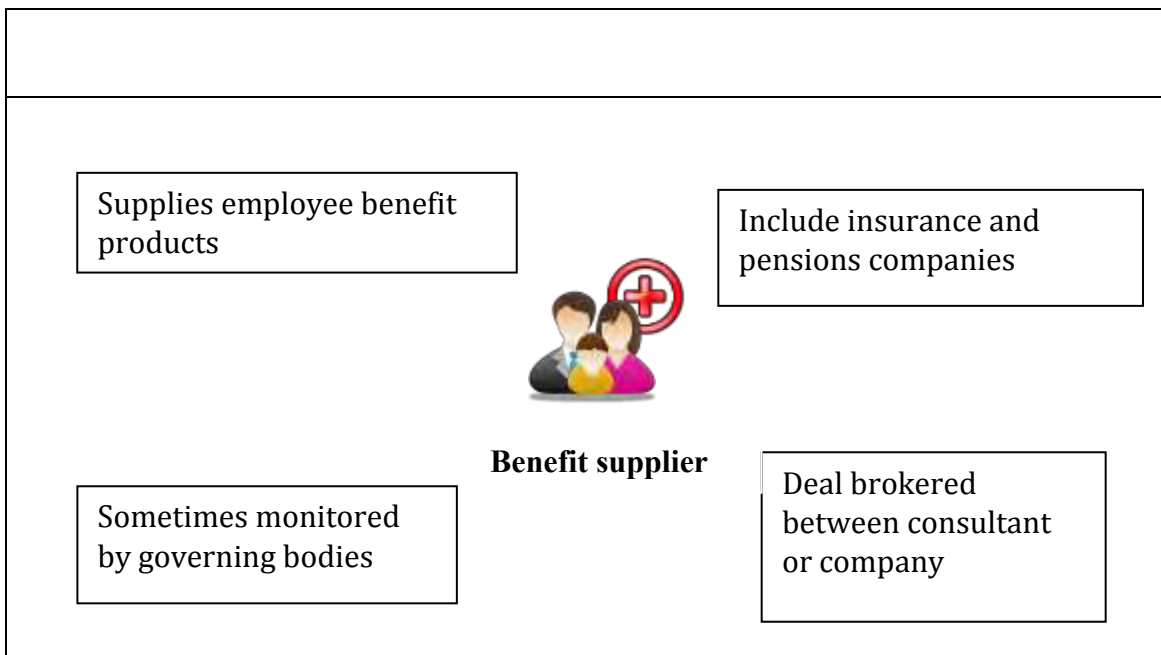 Supplies employee benefit
products
Include insurance and
pensions companies
Benefit supplier
Sometimes monitored
by governing bodies
Deal brokered
between consultant
or company